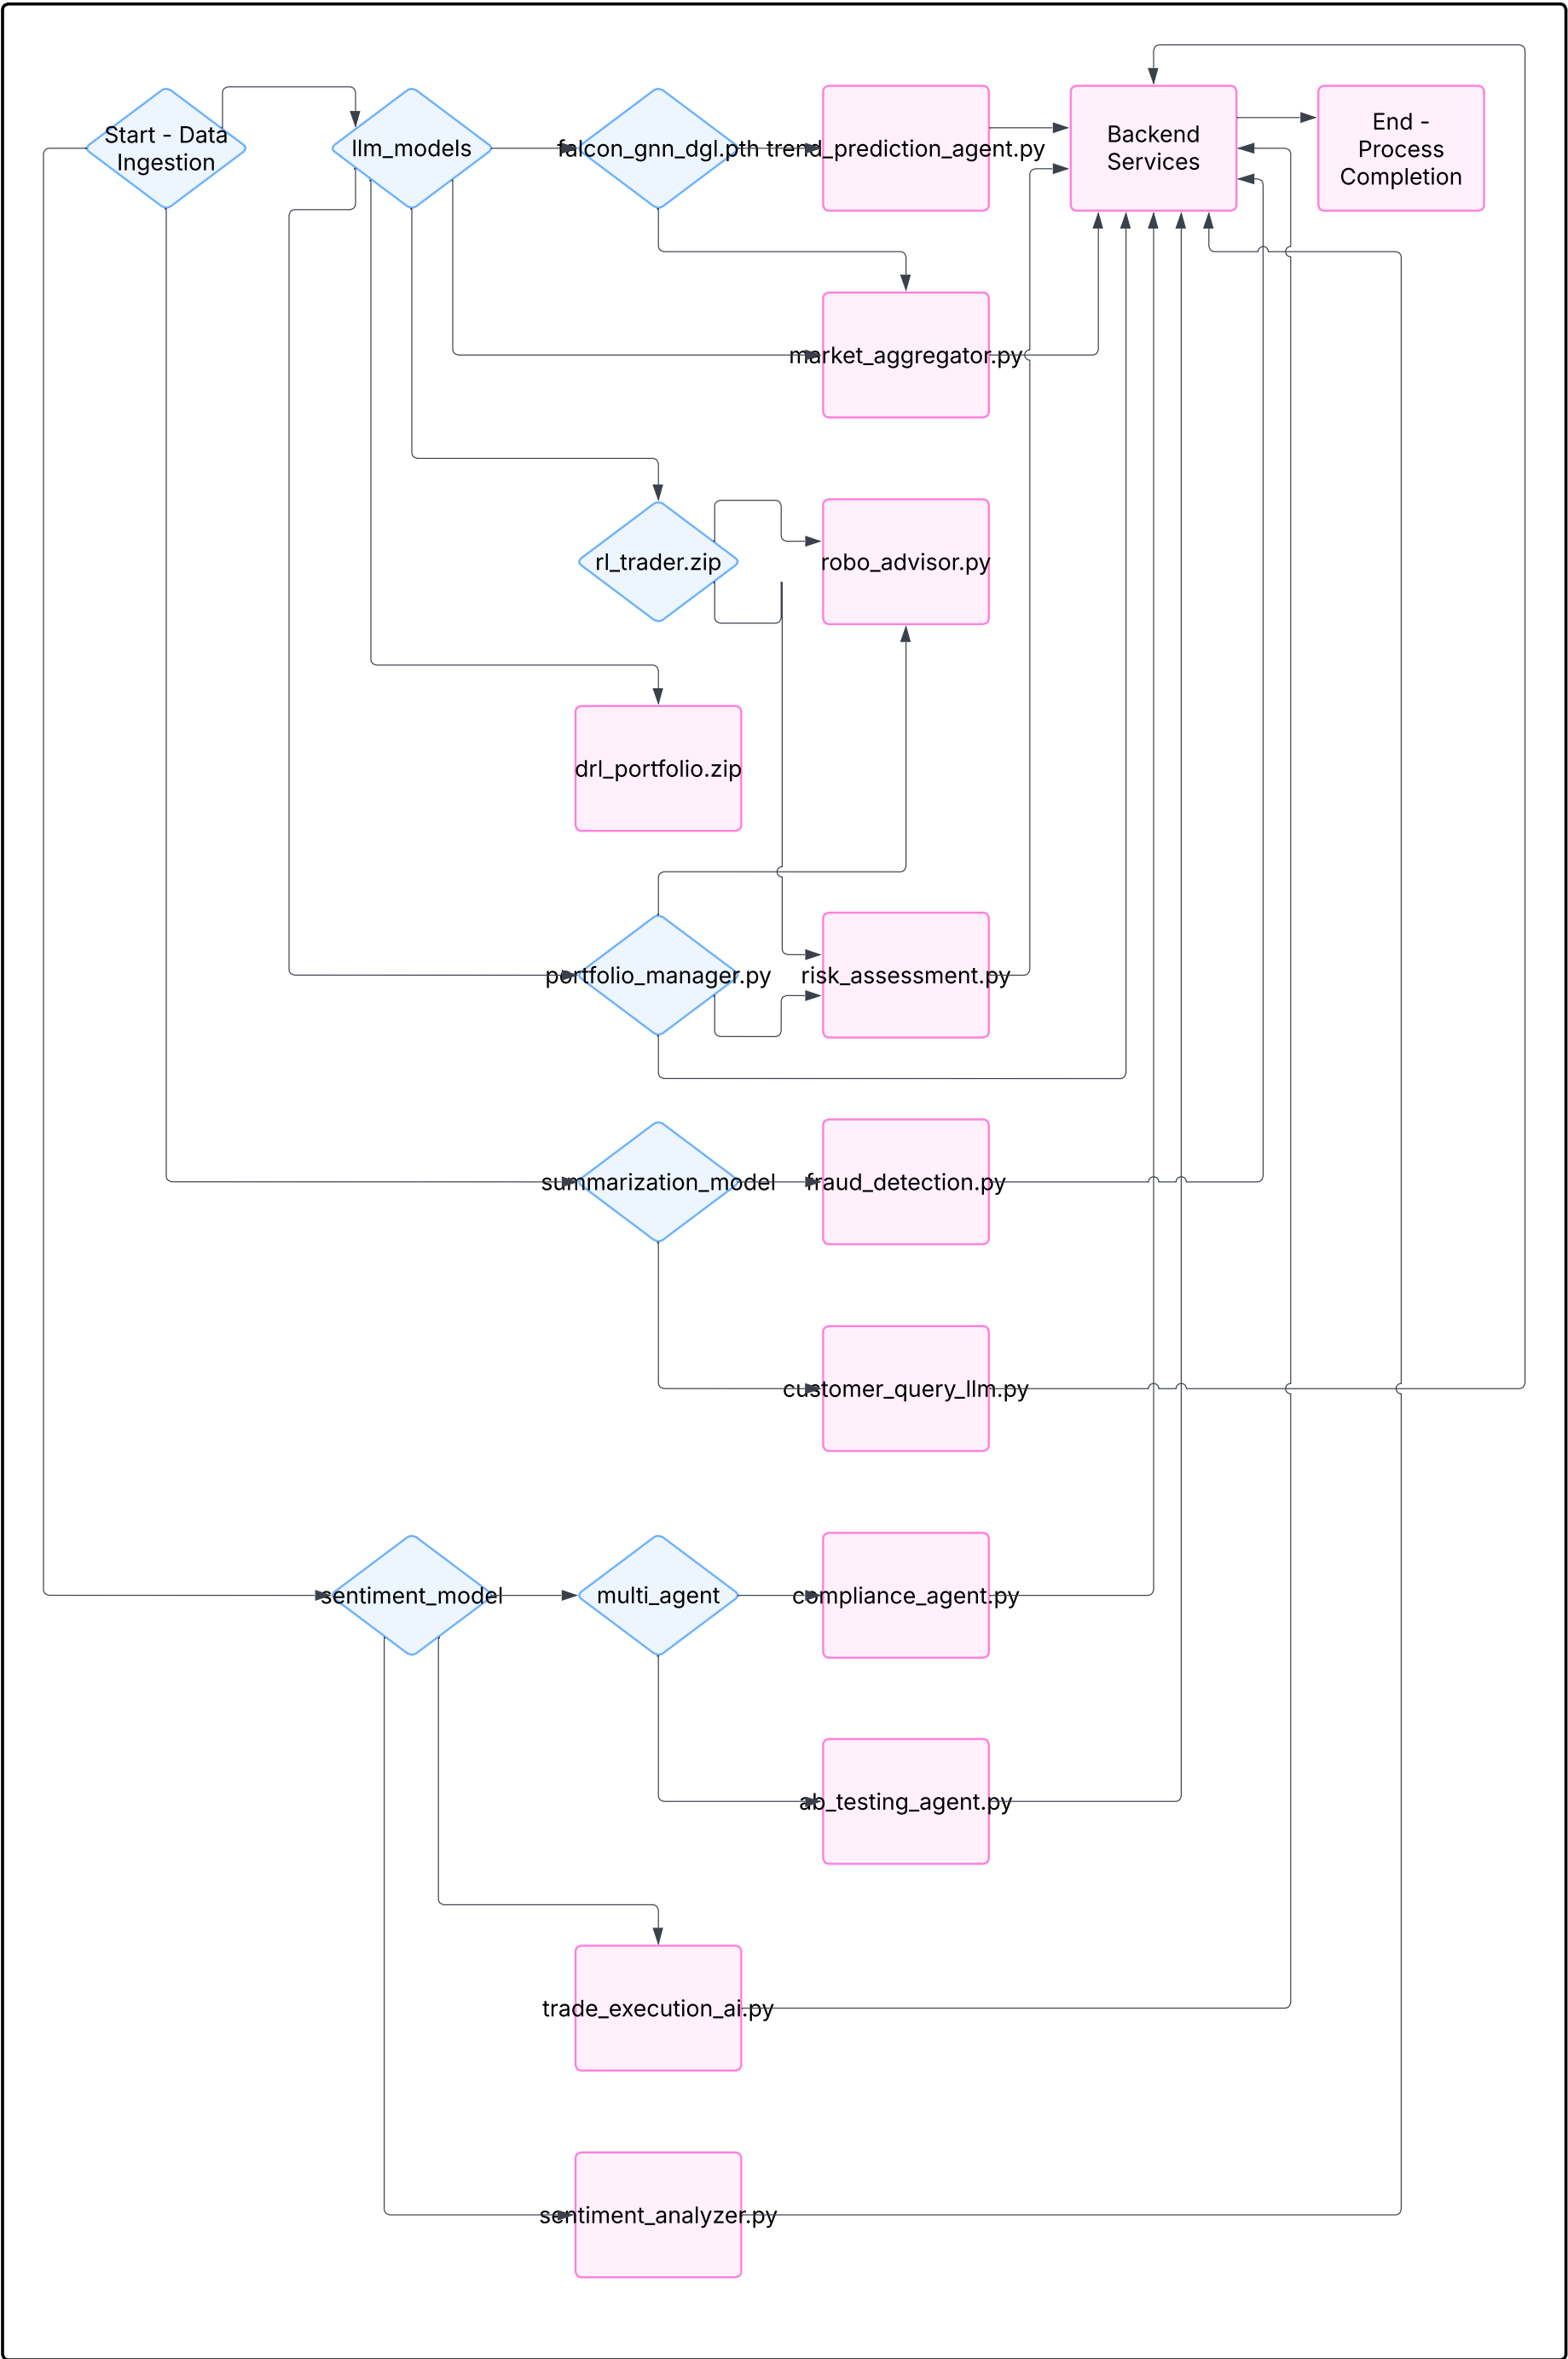 Start - Data
Ingestion
llm_models
falcon_gnn_dgl.pth
trend_prediction_agent.py
Backend
Services
End -
Process
Completion
market_aggregator.py
rl_trader.zip
robo_advisor.py
drl_portfolio.zip
portfolio_manager.py
risk_assessment.py
summarization_model
fraud_detection.py
customer_query_llm.py
sentiment_model
multi_agent
compliance_agent.py
ab_testing_agent.py
trade_execution_ai.py
sentiment_analyzer.py